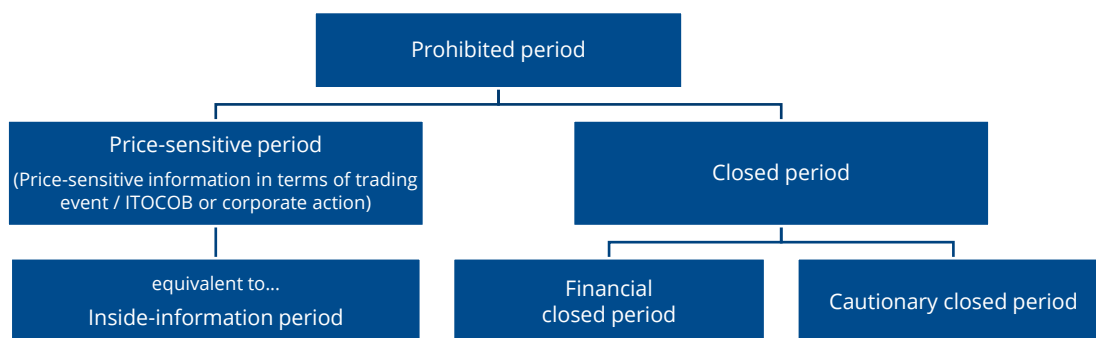 Prohibited period
Price-sensitive period
(Price-sensitive information in terms of trading
event / ITOCOB or corporate action)
Closed period
equivalent to...
Inside-information period
Financial
closed period
Cautionary closed period